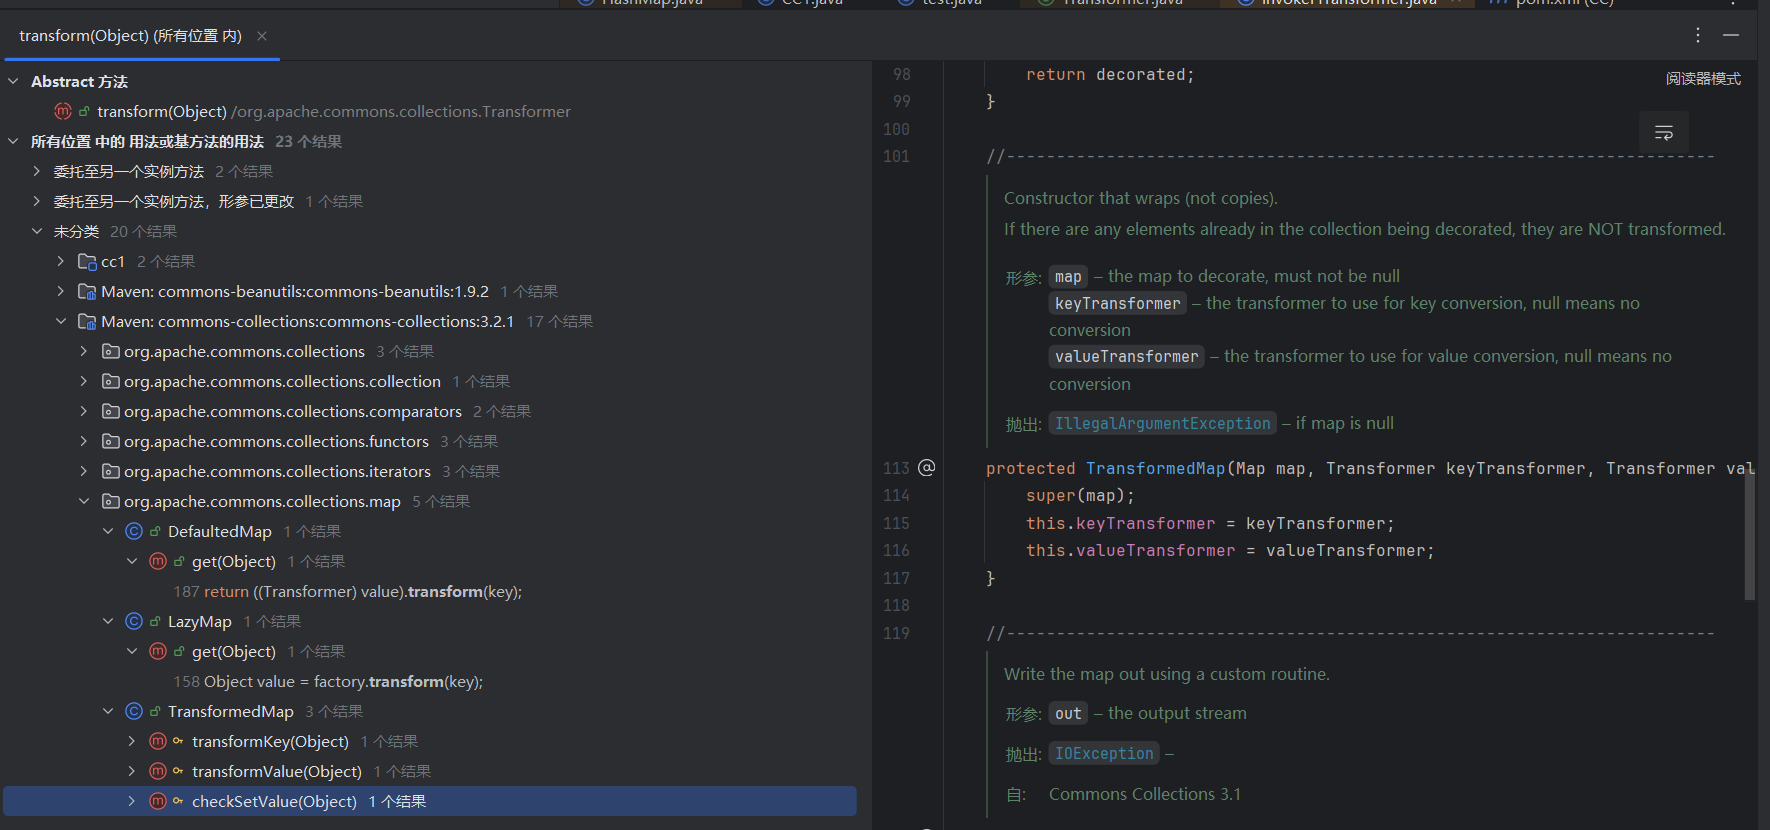 HashMap.java CC1.java test.java Transformer.java InvokerTransformer.java pom.xml (CC)
transform(Object) (所有位置 内)
Abstract 方法
transform(Object) /org.apache.commons.collections.Transformer
所有位置 中的 用法或基方法的用法 23 个结果
委托至另一个实例方法 2 个结果
委托至另一个实例方法，形参已更改 1 个结果
未分类 20 个结果
cc1 2 个结果
Maven: commons-beanutils:commons-beanutils:1.9.2 1 个结果
Maven: commons-collections:commons-collections:3.2.1 17 个结果
org.apache.commons.collections 3 个结果
org.apache.commons.collections.collection 1 个结果
org.apache.commons.collections.comparators 2 个结果
org.apache.commons.collections.functors 3 个结果
org.apache.commons.collections.iterators 3 个结果
org.apache.commons.collections.map 5 个结果
DefaultedMap 1 个结果
get(Object) 1 个结果
187 return ((Transformer) value).transform(key);
LazyMap 1 个结果
get(Object) 1 个结果
158 Object value = factory.transform(key);
TransformedMap 3 个结果
transformKey(Object) 1 个结果
transformValue(Object) 1 个结果
checkSetValue(Object) 1 个结果
阅读器模式
98 return decorated;
99 }
100
101 //-----------------------------------------------------------------------
Constructor that wraps (not copies).
If there are any elements already in the collection being decorated, they are NOT transformed.
形参: map – the map to decorate, must not be null
keyTransformer – the transformer to use for key conversion, null means no
conversion
valueTransformer – the transformer to use for value conversion, null means no
conversion
抛出: IllegalArgumentException – if map is null
113 @ protected TransformedMap(Map map, Transformer keyTransformer, Transformer val
114 super(map);
115 this.keyTransformer = keyTransformer;
116 this.valueTransformer = valueTransformer;
117 }
118
119 //-----------------------------------------------------------------------
Write the map out using a custom routine.
形参: out – the output stream
抛出: IOException –
自: Commons Collections 3.1